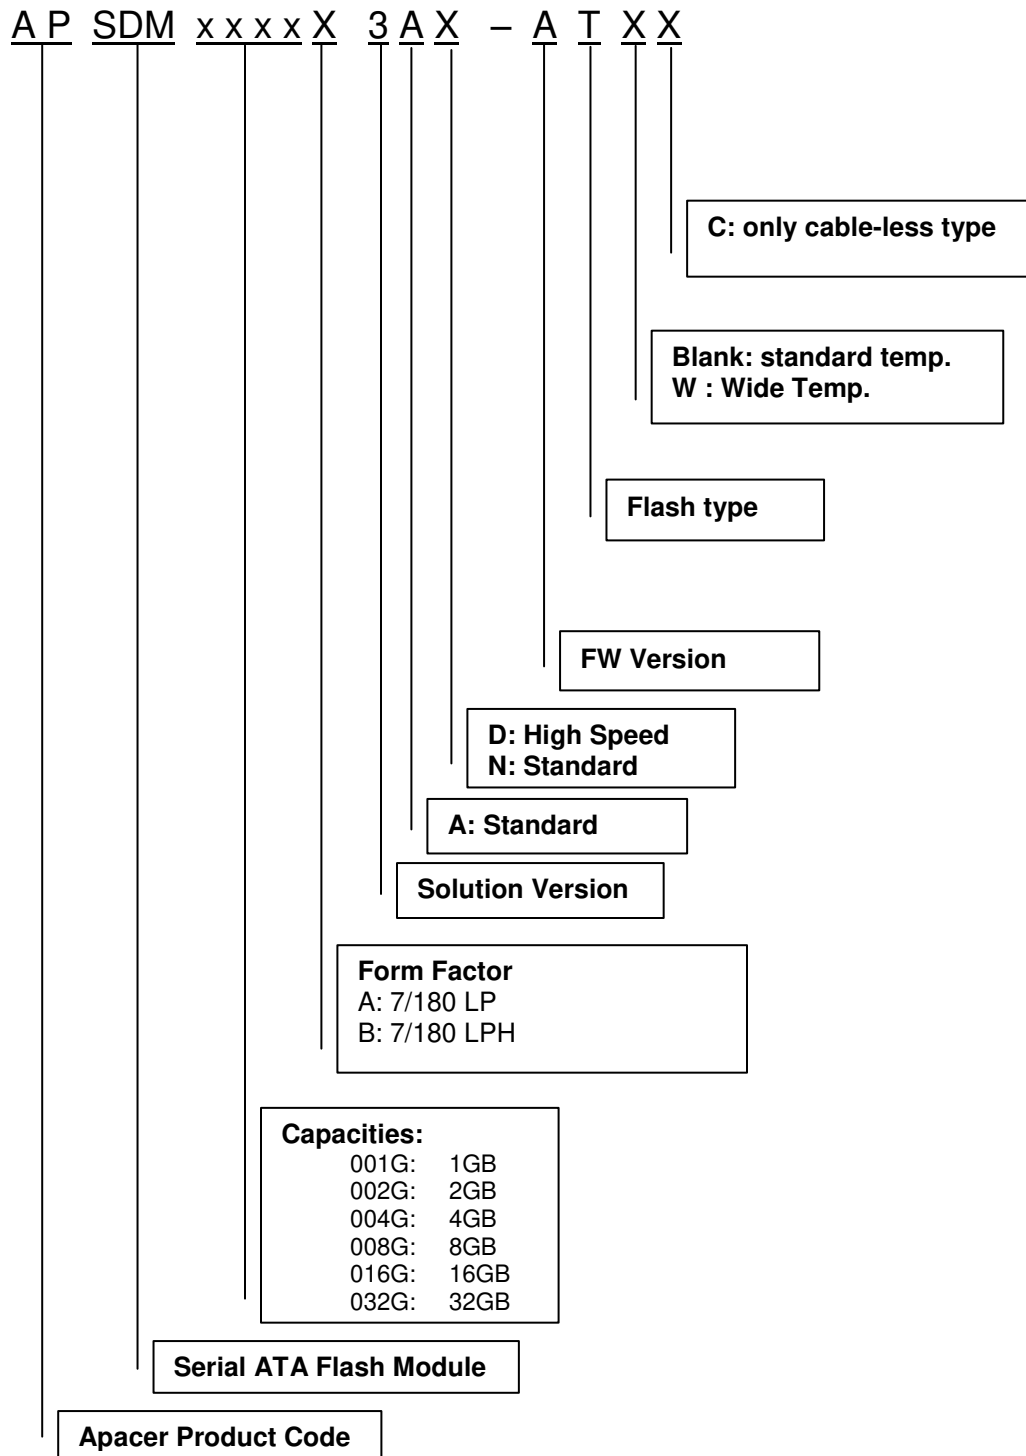 A P SDM x x x x X 3 A X – A T X X
C: only cable-less type
Blank: standard temp.
W : Wide Temp.
Flash type
FW Version
D: High Speed
N: Standard
A: Standard
Solution Version
Form Factor
A: 7/180 LP
B: 7/180 LPH
Capacities:
001G: 1GB
002G: 2GB
004G: 4GB
008G: 8GB
016G: 16GB
032G: 32GB
Serial ATA Flash Module
Apacer Product Code